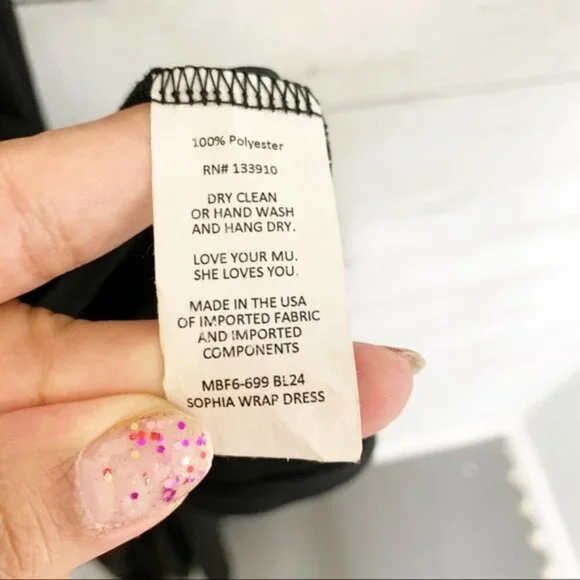 100% Polyester
RN# 133910
DRY CLEAN
OR HAND WASH
AND HANG DRY.
LOVE YOUR MU.
SHE LOVES YOU.
MADE IN THE USA
OF IMPORTED FABRIC
AND IMPORTED
COMPONENTS
MBF6-699 BL24
SOPHIA WRAP DRESS